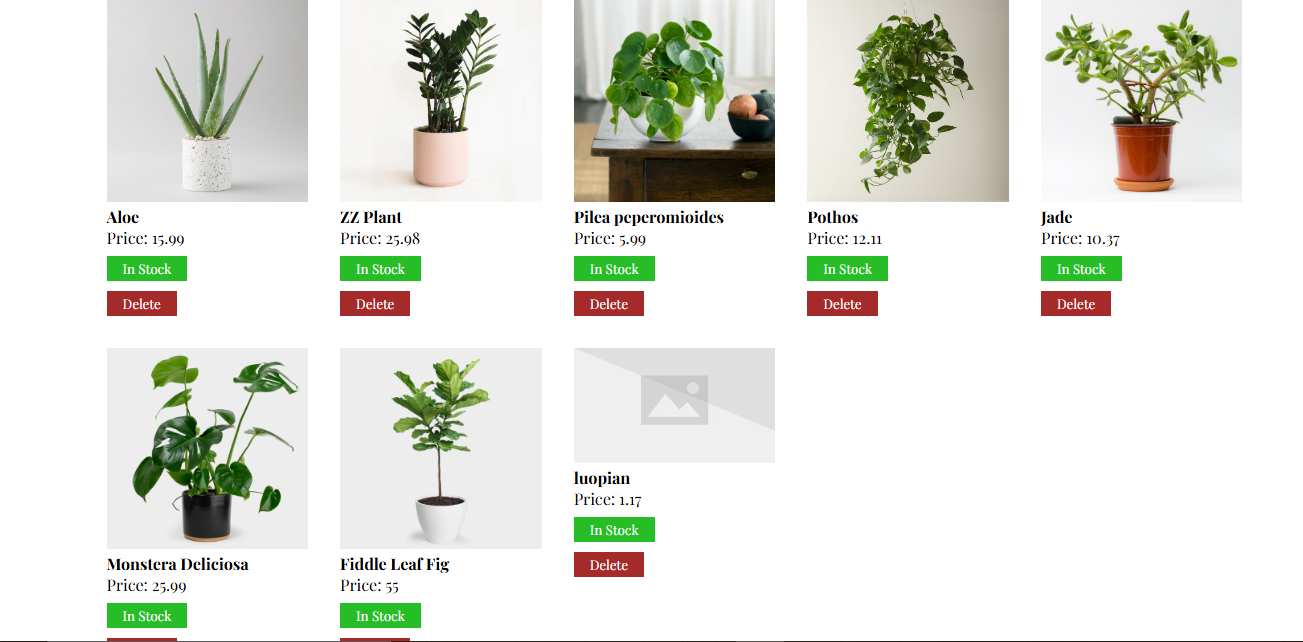 Aloe
Price: 15.99
In Stock
Delete
ZZ Plant
Price: 25.98
In Stock
Delete
Pilea peperomioides
Price: 5.99
In Stock
Delete
Pothos
Price: 12.11
In Stock
Delete
Jade
Price: 10.37
In Stock
Delete
Monstera Deliciosa
Price: 25.99
In Stock
Fiddle Leaf Fig
Price: 55
In Stock
luopian
Price: 1.17
In Stock
Delete